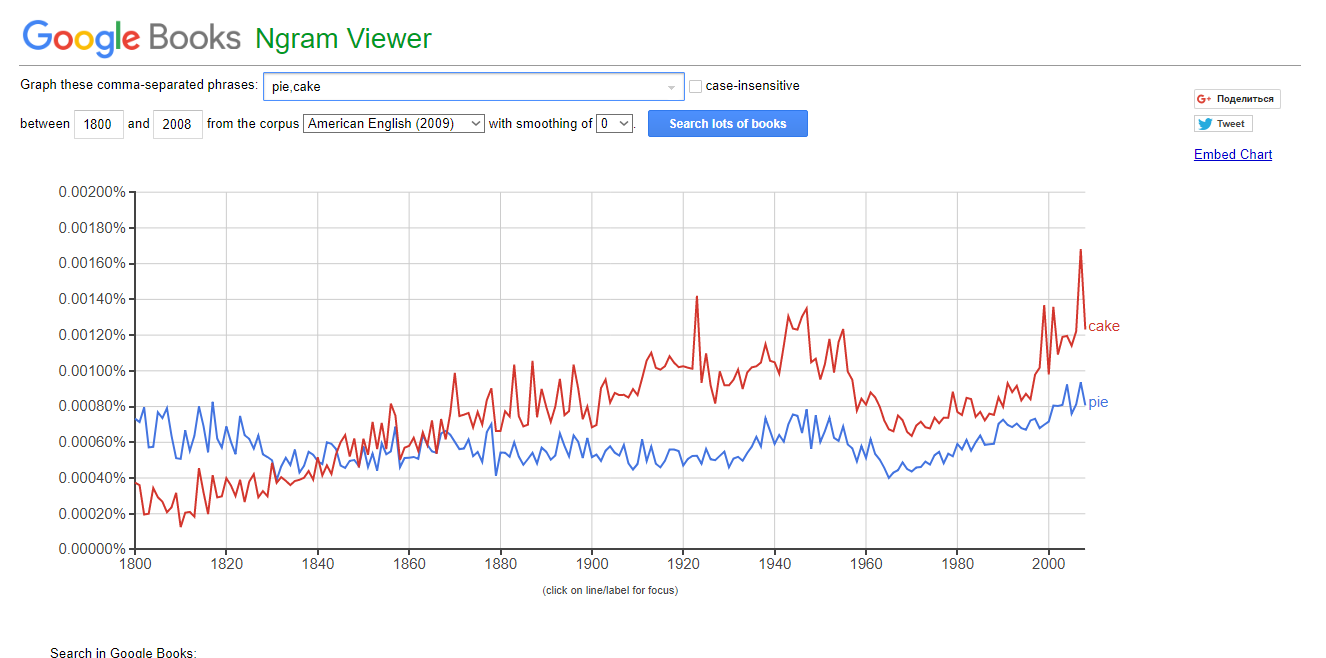 Google Books Ngram Viewer
Graph these comma-separated phrases: pie,cake case-insensitive
between 1800 and 2008 from the corpus American English (2009) with smoothing of 0 . Search lots of books
G+ Поделиться
Tweet
Embed Chart
0.00200%
0.00180%
0.00160%
0.00140%
0.00120%
0.00100%
0.00080%
0.00060%
0.00040%
0.00020%
0.00000%
cake
pie
1800 1820 1840 1860 1880 1900 1920 1940 1960 1980 2000
(click on line/label for focus)
Search in Google Books: